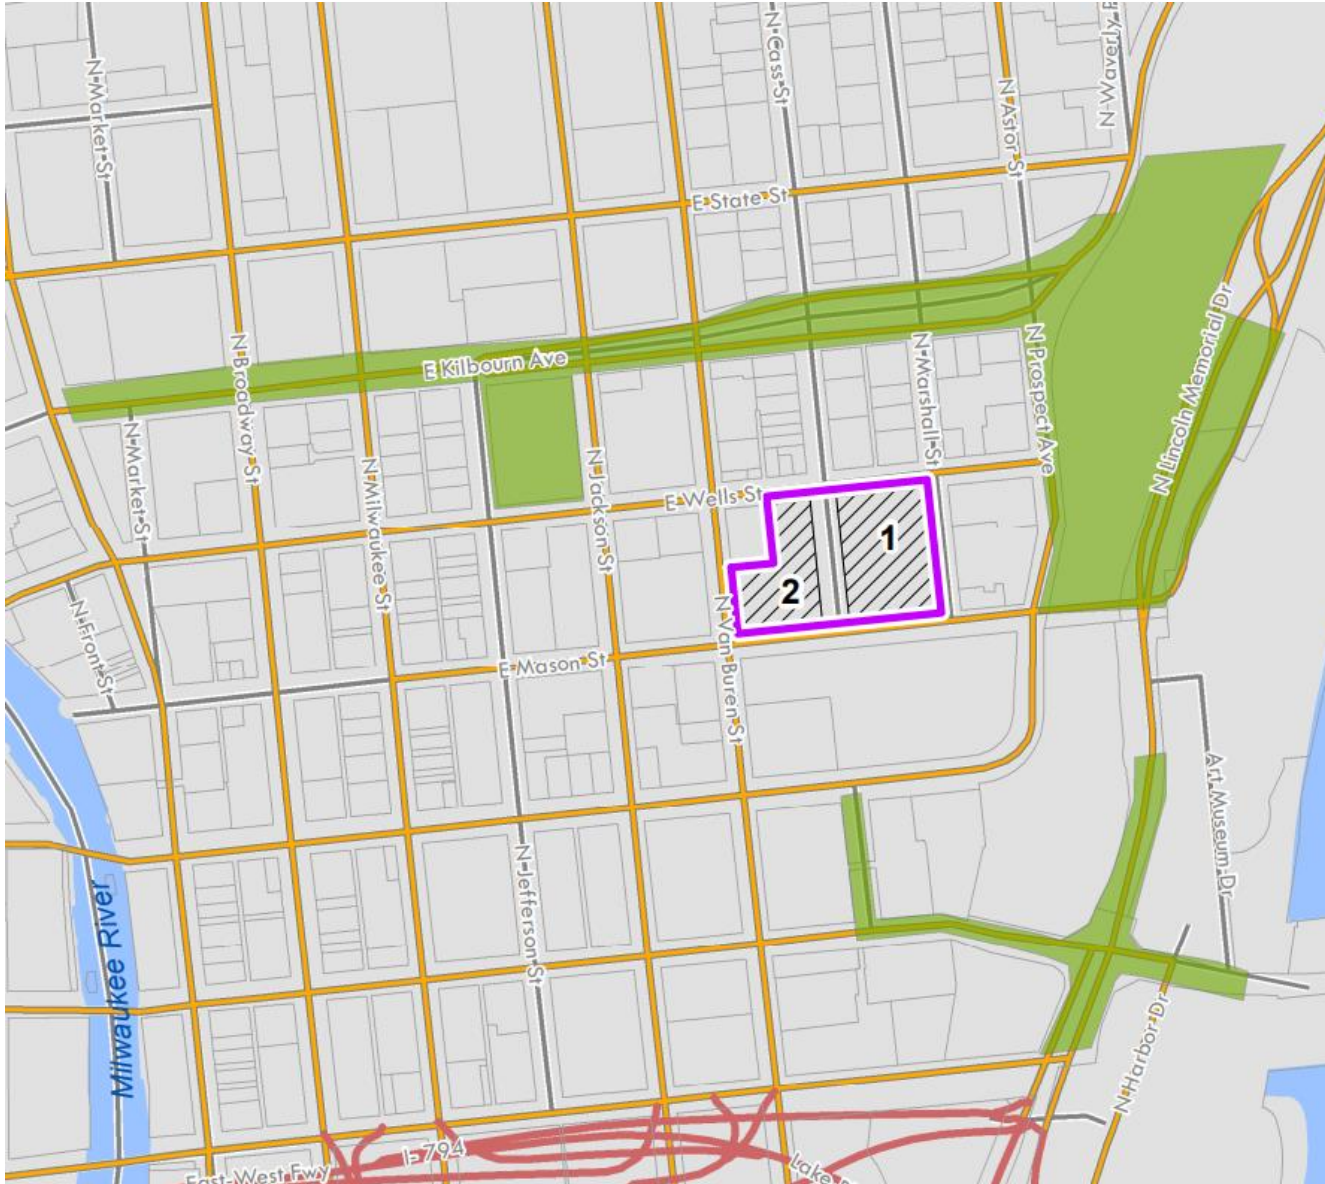 N Market St
N Cass St
N Waverly P
N Astor St
E State St
N Broadway St
E Kilbourn Ave
N Marshall St
N Prospect Ave
N Lincoln Memorial Dr
N Market St
N Milwaukee St
N Jackson St
E Wells St
1
2
N Front St
N Van Buren St
E Mason St
Art Museum Dr
N Jefferson St
Milwaukee River
N Harbor Dr
I- 794
East-West Fwy
Lake